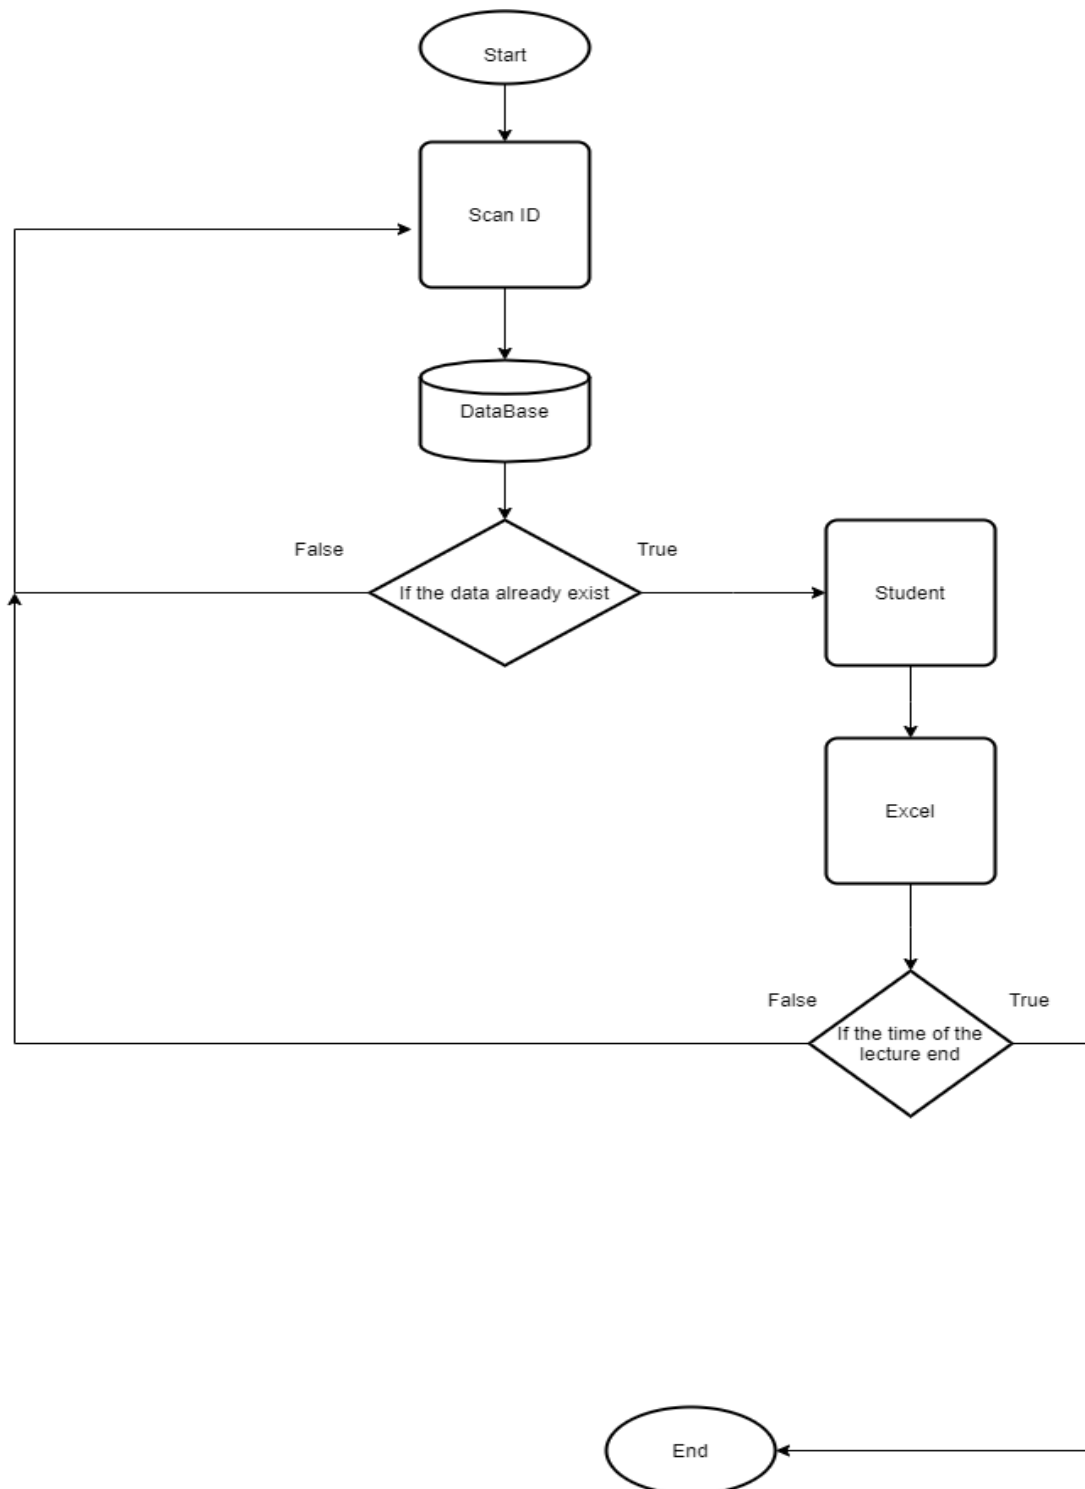 Start
Scan ID
DataBase
False
True
If the data already exist
Student
Excel
False
True
If the time of the
lecture end
End